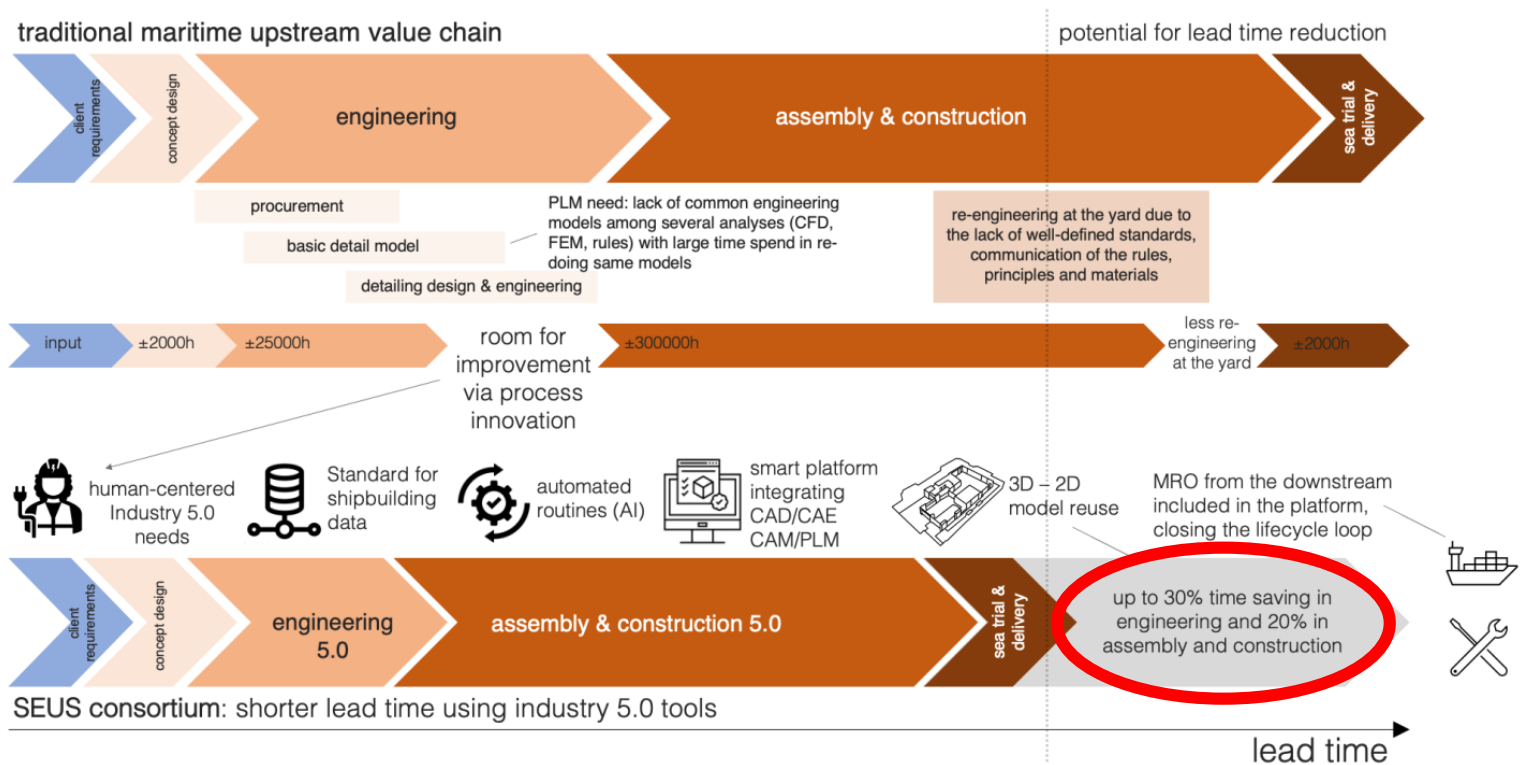 traditional maritime upstream value chain
potential for lead time reduction
client
requirements
concept design
engineering
assembly & construction
sea trial &
delivery
procurement
basic detail model
detailing design & engineering
PLM need: lack of common engineering
models among several analyses (CFD,
FEM, rules) with large time spend in re-
doing same models
re-engineering at the yard due to
the lack of well-defined standards,
communication of the rules,
principles and materials
input
±2000h
±25000h
room for
improvement
via process
innovation
±300000h
less re-
engineering
at the yard
±2000h
human-centered
Industry 5.0
needs
Standard for
shipbuilding
data
automated
routines (AI)
smart platform
integrating
CAD/CAE
CAM/PLM
3D – 2D
model reuse
MRO from the downstream
included in the platform,
closing the lifecycle loop
client
requirements
concept design
engineering
5.0
assembly & construction 5.0
sea trial &
delivery
up to 30% time saving in
engineering and 20% in
assembly and construction
SEUS consortium: shorter lead time using industry 5.0 tools
lead time